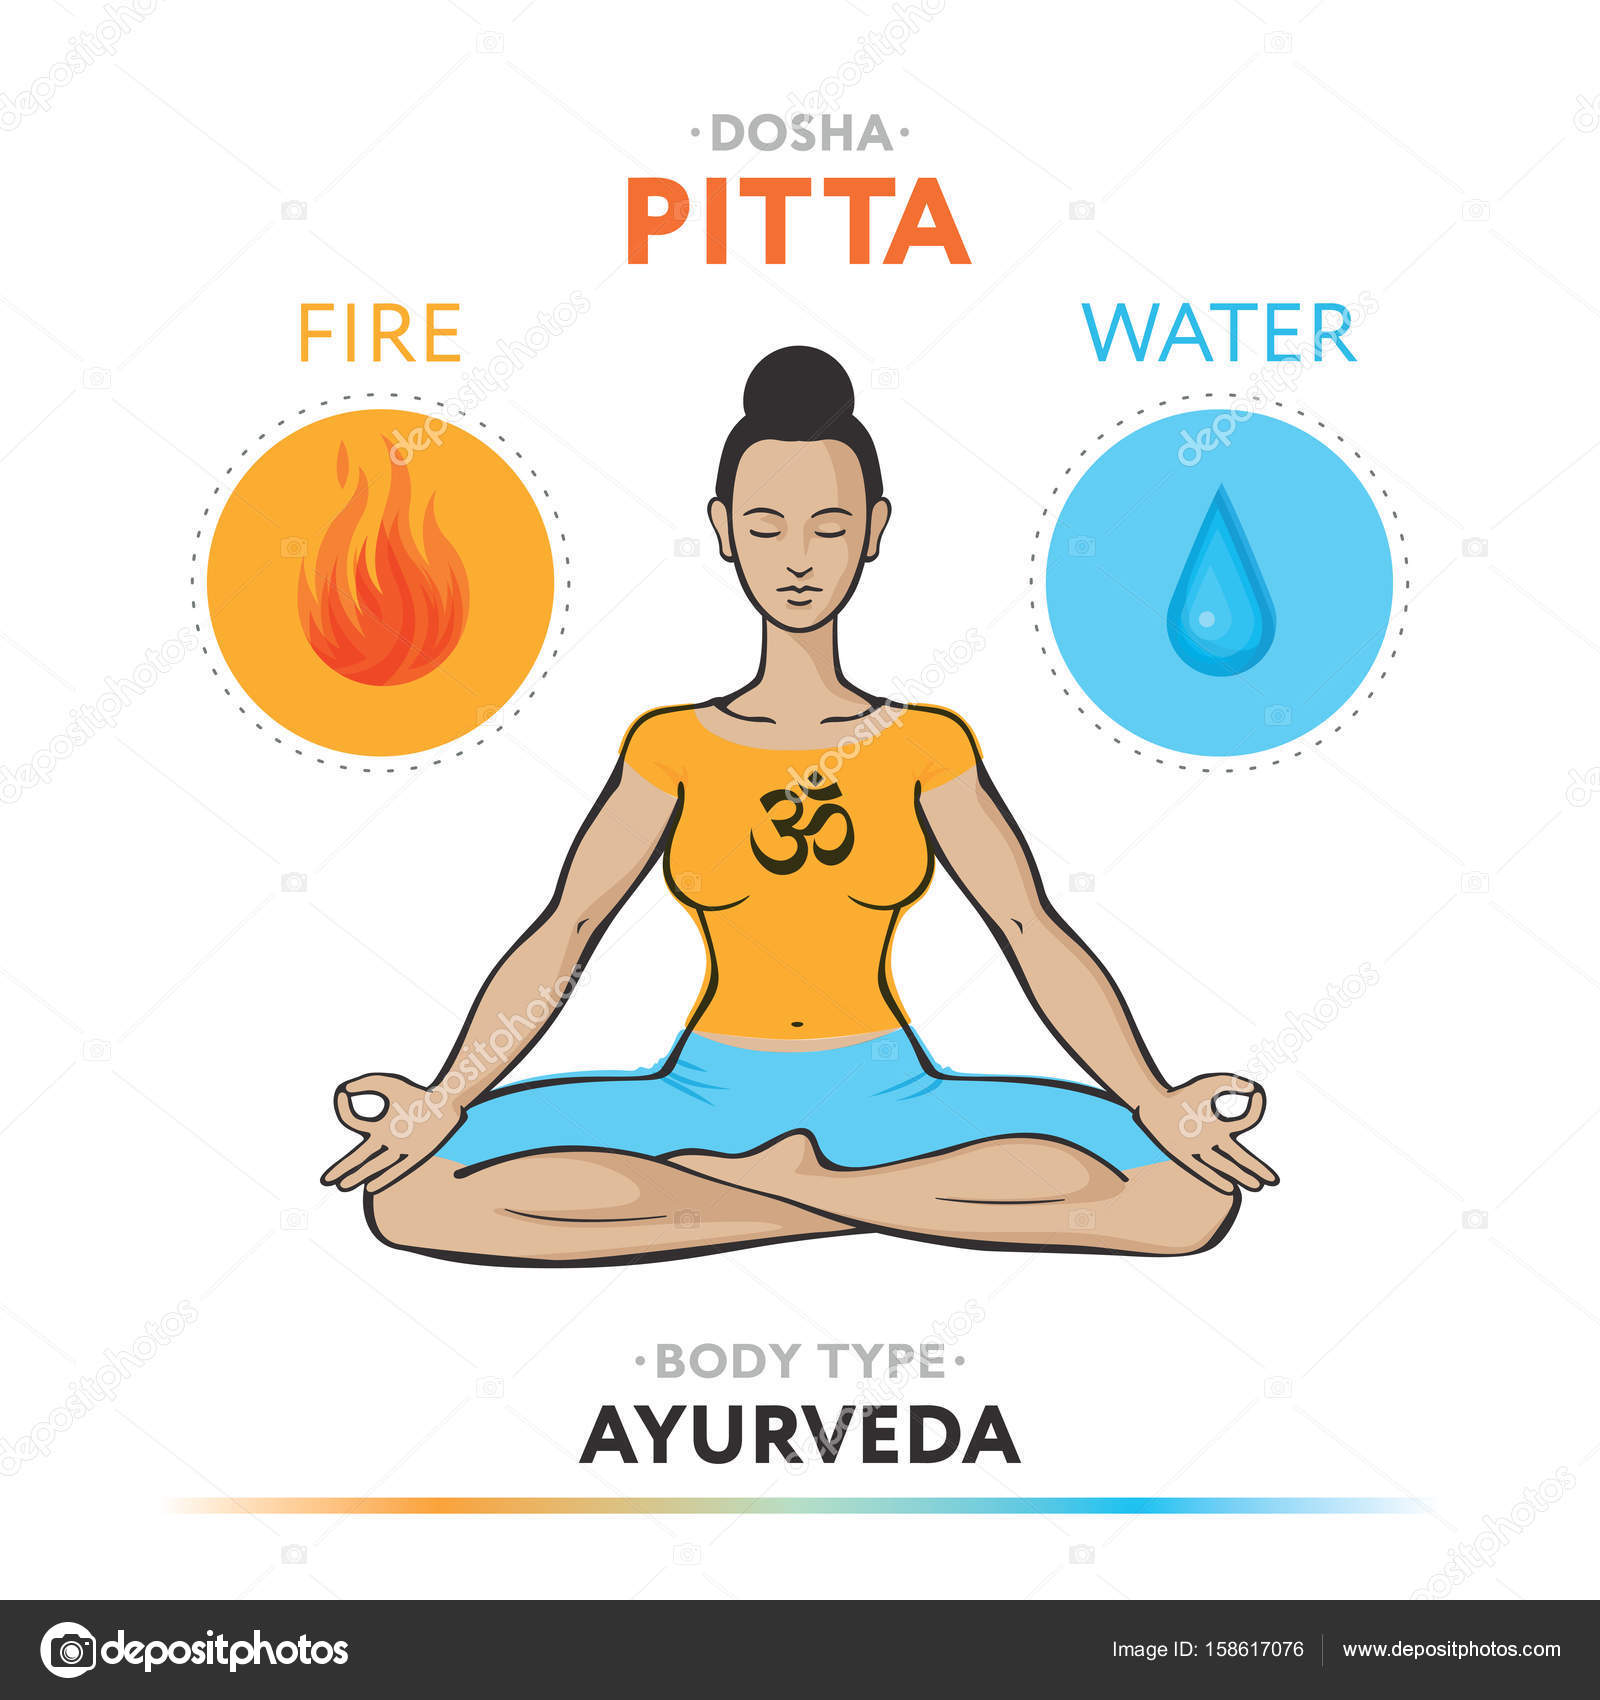 ·DOSHA·
PITTA
FIRE
WATER
ॐ
·BODY TYPE·
AYURVEDA
depositphotos
Image ID: 158617076
www.depositphotos.com